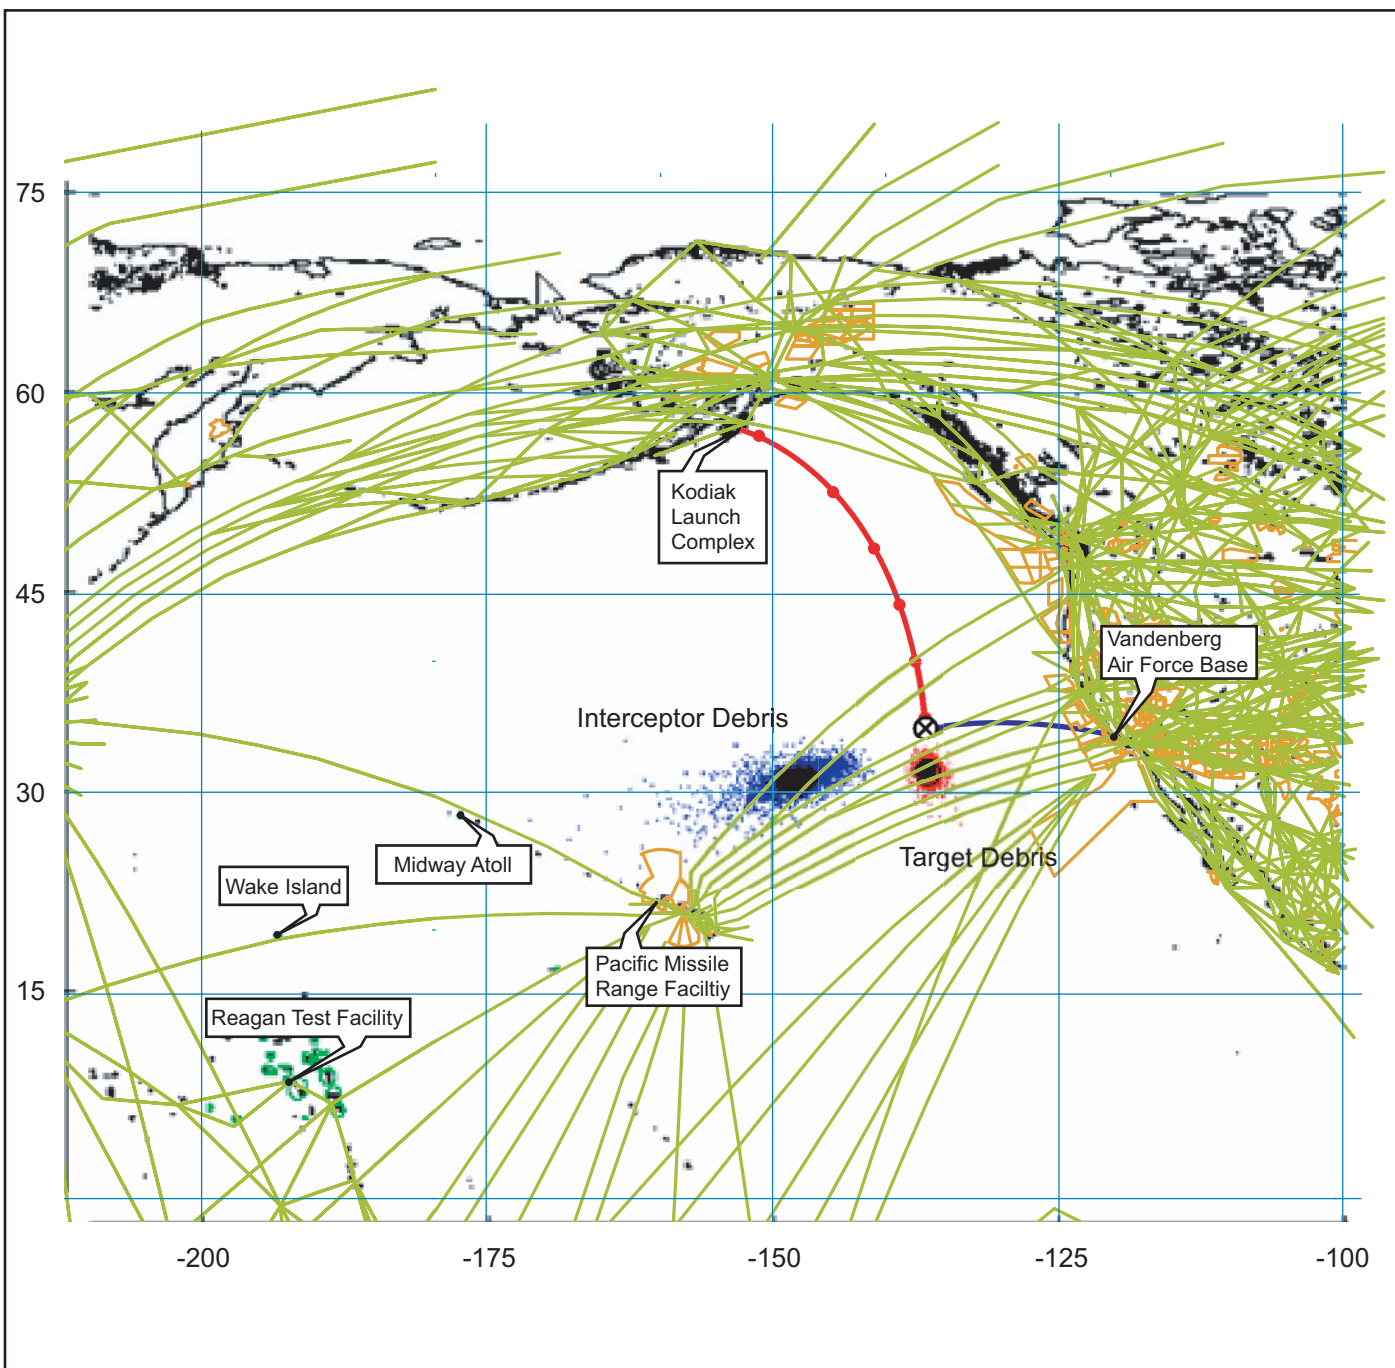 75
60
Kodiak
Launch
Complex
45
Vandenberg
Air Force Base
Interceptor Debris
30
Target Debris
Midway Atoll
Wake Island
Pacific Missile
Range Faciltiy
15
Reagan Test Facility
-200
-175
-150
-125
-100